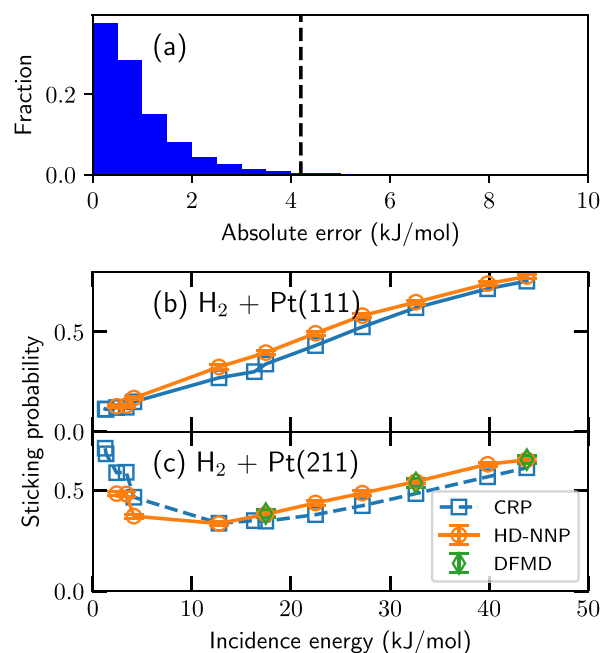 (a)
Fraction
0.2
0.0
0 2 4 6 8 10
Absolute error (kJ/mol)
(b) H₂ + Pt(111)
0.5
0.0
Sticking probability
(c) H₂ + Pt(211)
0.5
0.0
CRP
HD-NNP
DFMD
0 10 20 30 40 50
Incidence energy (kJ/mol)